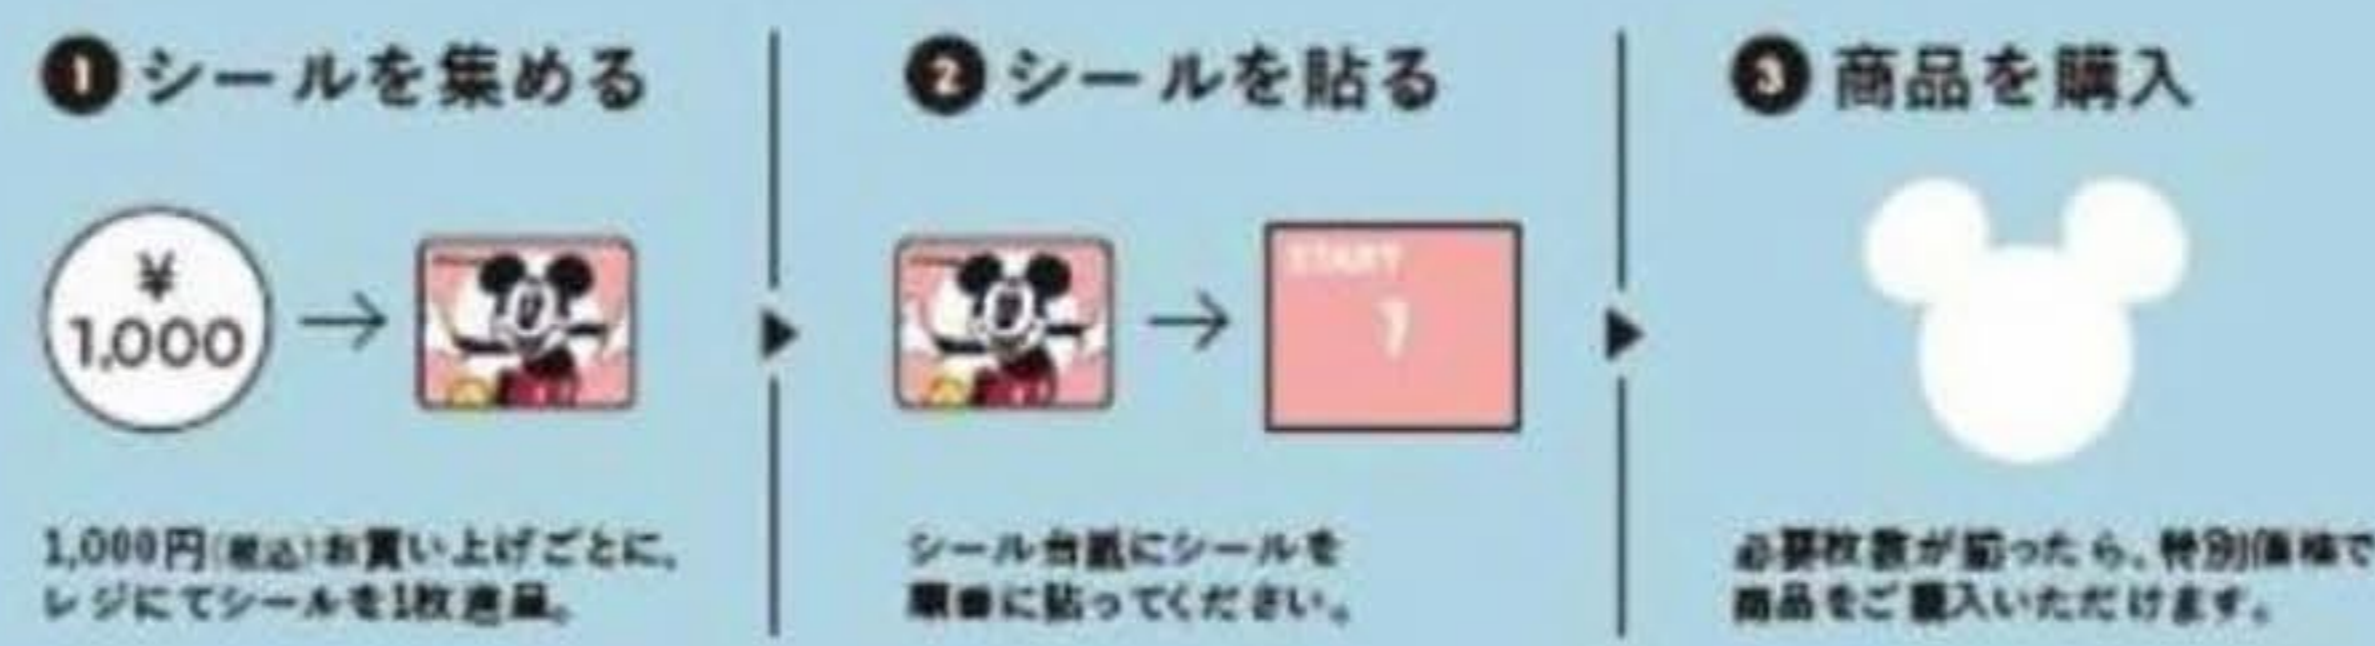 1 シールを集める
¥
1,000
1,000円(税込)お買い上げごとに、
レジにてシールを1枚進呈。
2 シールを貼る
START
1
シール台紙にシールを
順番に貼ってください。
3 商品を購入
必要枚数が揃ったら、特別価格で
商品をご購入いただけます。